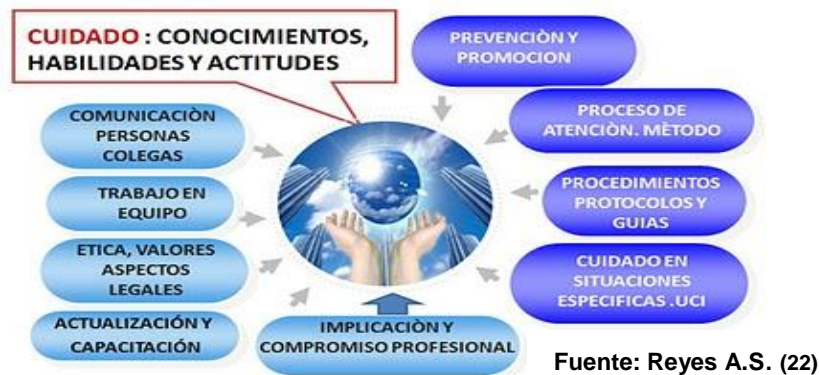 CUIDADO : CONOCIMIENTOS,
HABILIDADES Y ACTITUDES
PREVENCIÒN Y
PROMOCION
COMUNICACIÒN
PERSONAS
COLEGAS
PROCESO DE
ATENCIÒN. MÈTODO
TRABAJO EN
EQUIPO
PROCEDIMIENTOS
PROTOCOLOS Y
GUIAS
ETICA, VALORES
ASPECTOS
LEGALES
CUIDADO EN
SITUACIONES
ESPECIFICAS .UCI
ACTUALIZACIÓN Y
CAPACITACIÓN
IMPLICACIÒN Y
COMPROMISO PROFESIONAL
Fuente: Reyes A.S. (22)